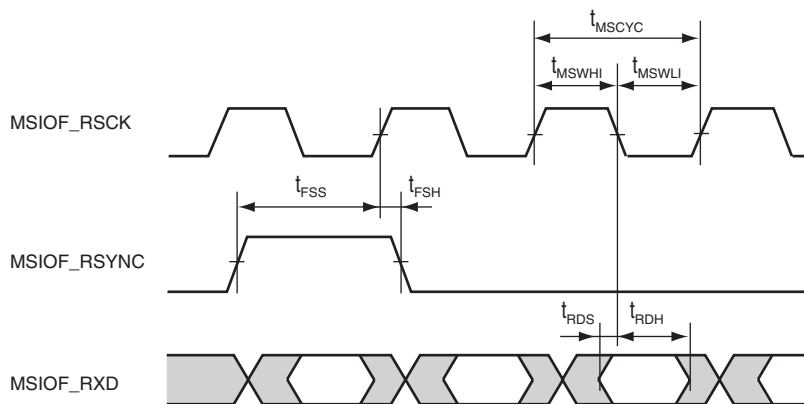 tMSCYC
tMSWHI tMSWLI
MSIOF_RSCK
tFSS tFSH
MSIOF_RSYNC
tRDS tRDH
MSIOF_RXD